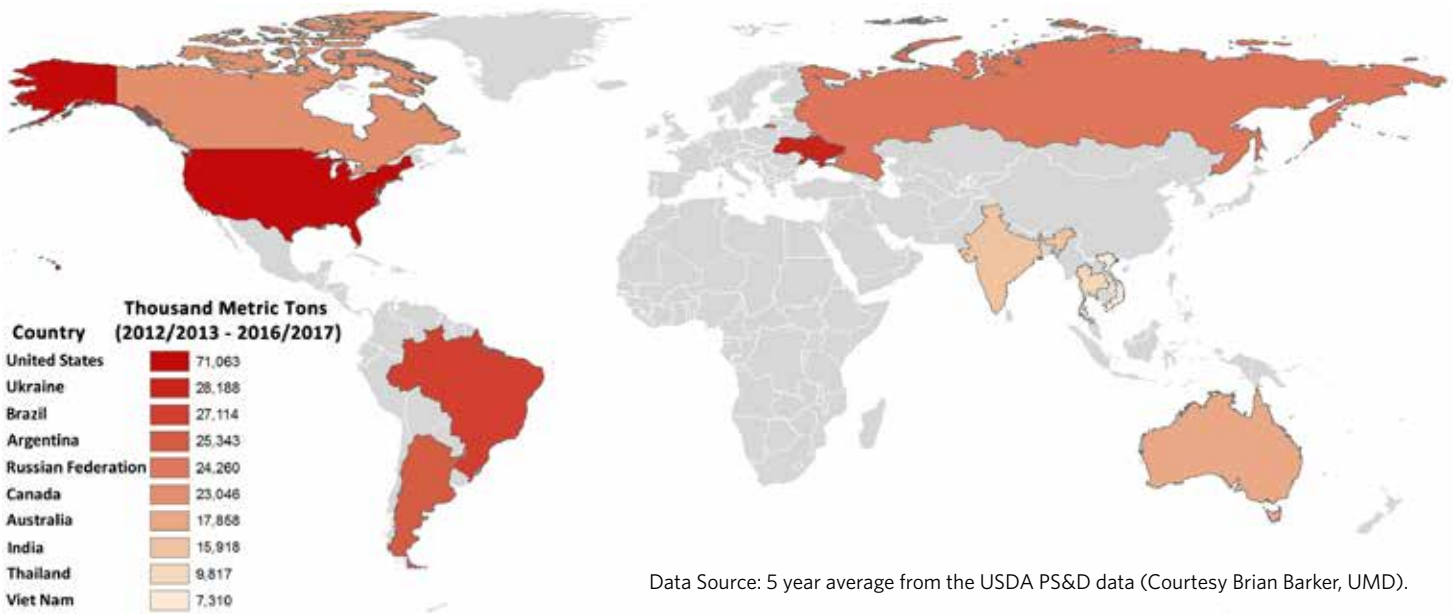 Thousand Metric Tons
Country (2012/2013 - 2016/2017)
United States 71,063
Ukraine 28,188
Brazil 27,114
Argentina 25,343
Russian Federation 24,260
Canada 23,046
Australia 17,858
India 15,918
Thailand 9,817
Viet Nam 7,310
Data Source: 5 year average from the USDA PS&D data (Courtesy Brian Barker, UMD).